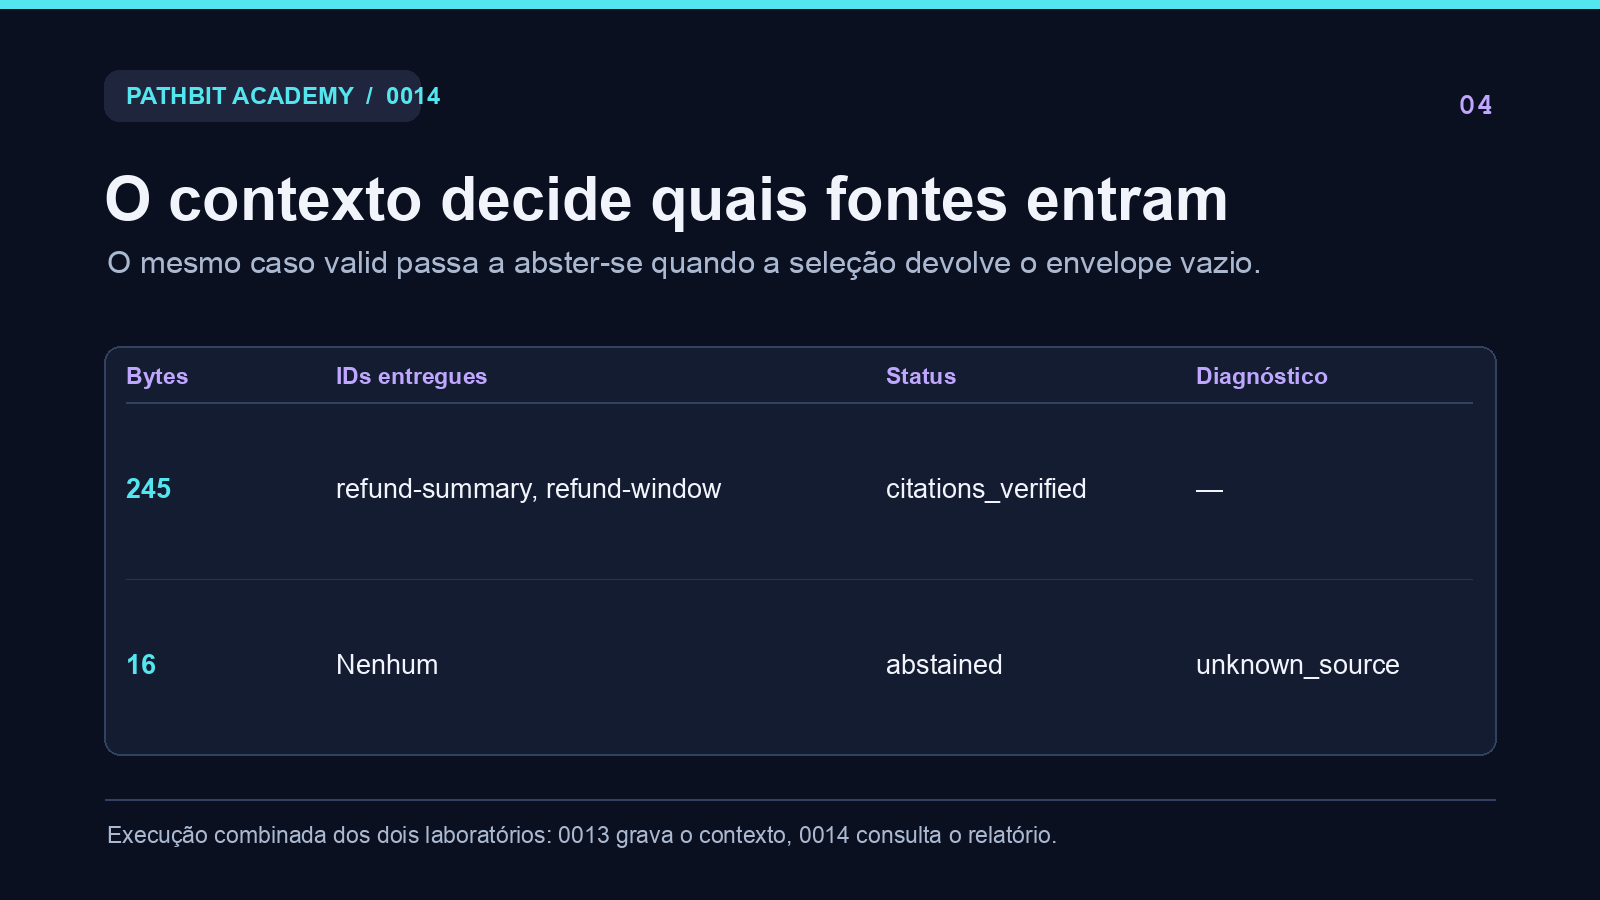 PATHBIT ACADEMY / 0014
04
O contexto decide quais fontes entram
O mesmo caso valid passa a abster-se quando a seleção devolve o envelope vazio.
Bytes IDs entregues Status Diagnóstico
245 refund-summary, refund-window citations_verified —
16 Nenhum abstained unknown_source
Execução combinada dos dois laboratórios: 0013 grava o contexto, 0014 consulta o relatório.